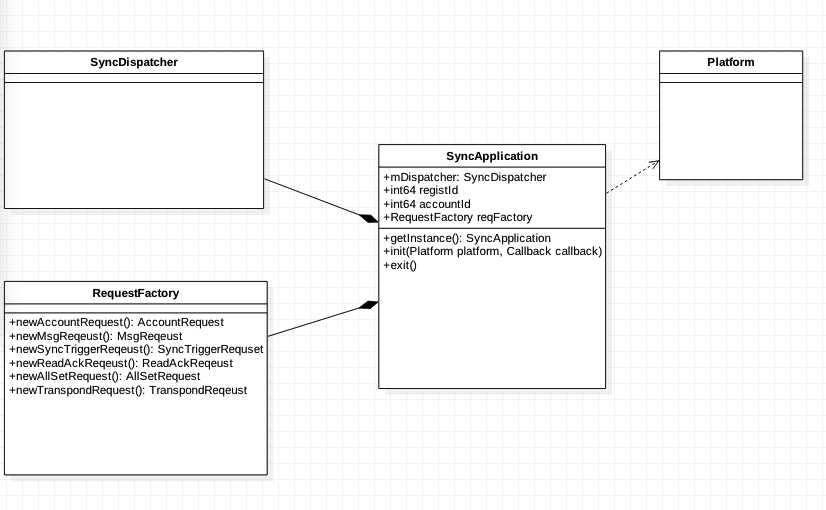 SyncDispatcher
Platform
SyncApplication
+mDispatcher: SyncDispatcher
+int64 registId
+int64 accountId
+RequestFactory reqFactory
+getInstance(): SyncApplication
+init(Platform platform, Callback callback)
+exit()
RequestFactory
+newAccountRequest(): AccountRequest
+newMsgReqeust(): MsgReqeust
+newSyncTriggerReqeust(): SyncTriggerRequset
+newReadAckReqeust(): ReadAckReqeust
+newAllSetRequest(): AllSetRequest
+newTranspondRequest(): TranspondReqeust